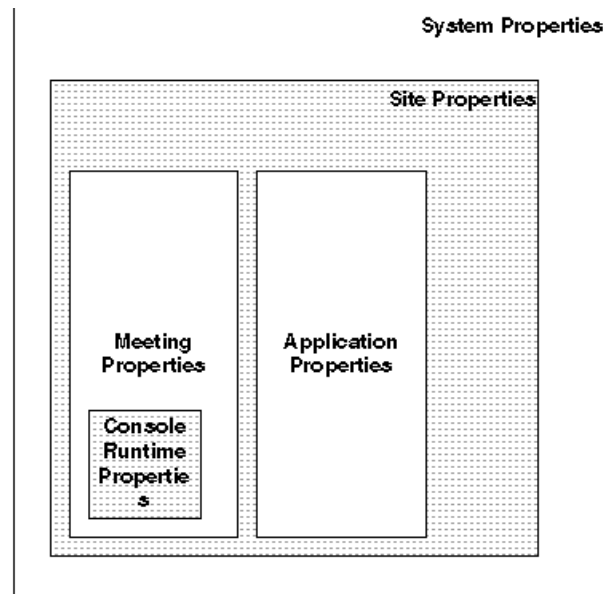 System Properties
Site Properties
Meeting
Properties
Application
Properties
Console
Runtime
Propertie
s